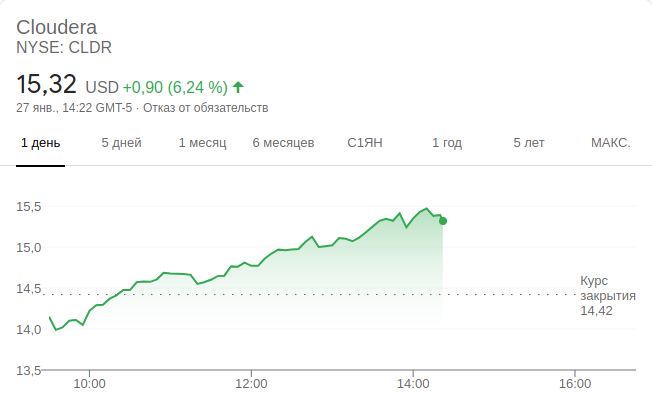 Cloudera
NYSE: CLDR
15,32 USD +0,90 (6,24 %)
27 янв., 14:22 GMT-5 · Отказ от обязательств
1 день 5 дней 1 месяц 6 месяцев С1ЯН 1 год 5 лет МАКС.
15,5
15,0
14,5
14,0
13,5
Курс
закрытия
14,42
10:00 12:00 14:00 16:00